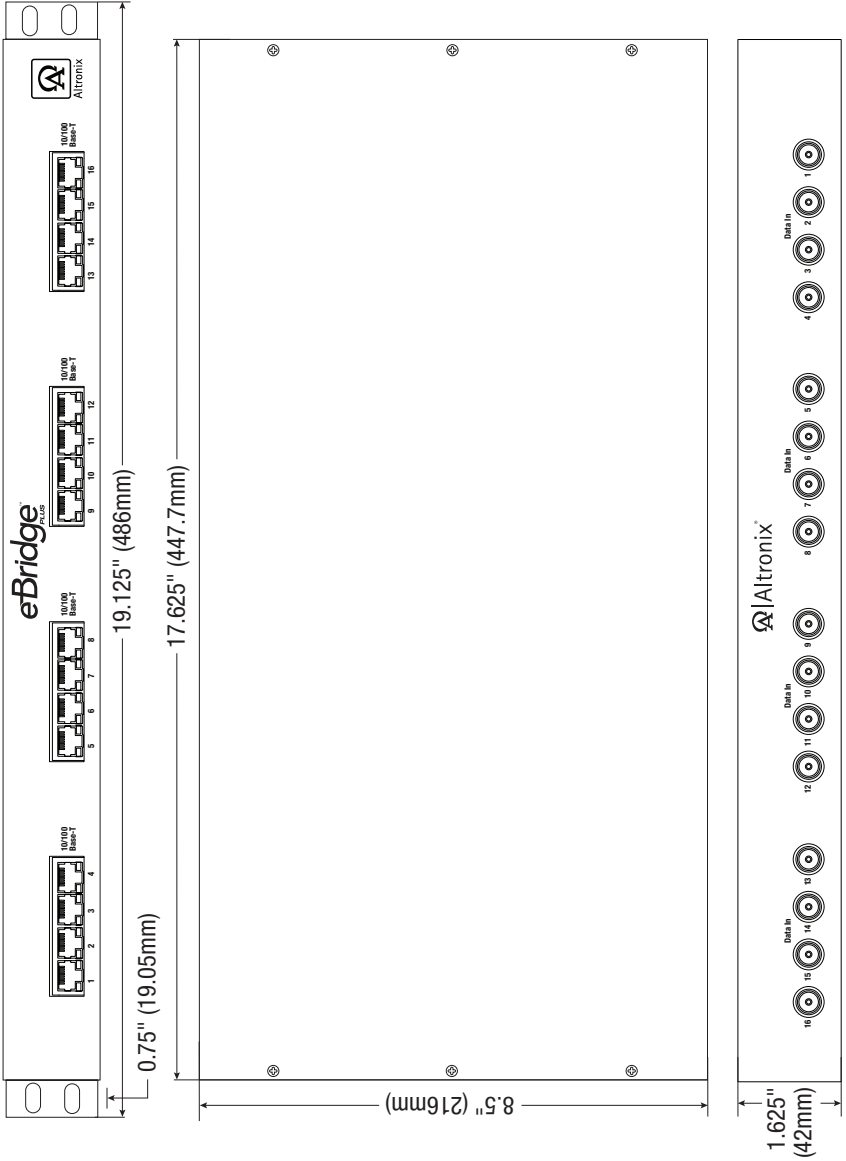 Altronix
eBridge™
PLUS
10/100
Base-T
1 2 3 4
10/100
Base-T
5 6 7 8
10/100
Base-T
9 10 11 12
10/100
Base-T
13 14 15 16
19.125" (486mm)
0.75" (19.05mm)
17.625" (447.7mm)
8.5" (216mm)
Altronix®
Data In
16 15 14 13
Data In
12 11 10 9
Data In
8 7 6 5
Data In
4 3 2 1
1.625"
(42mm)